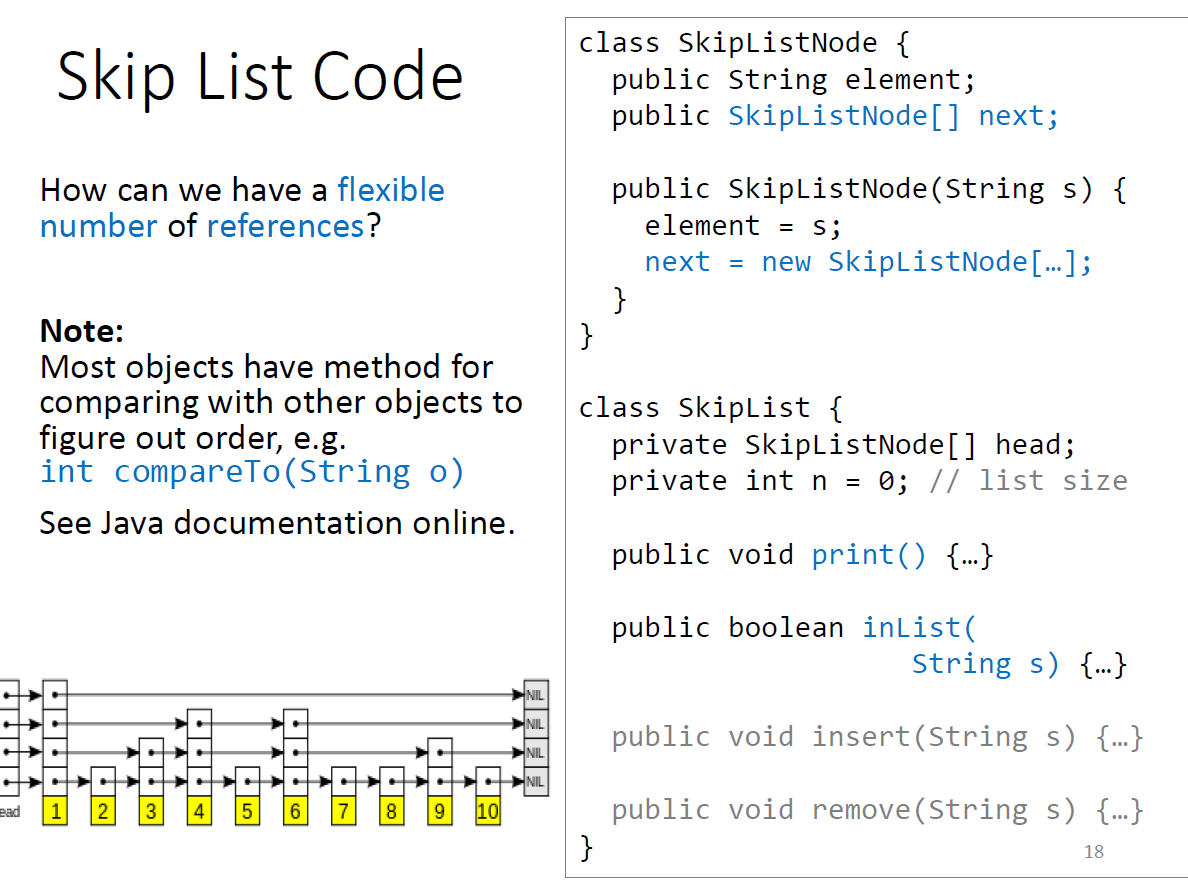 Skip List Code
How can we have a flexible
number of references?
Note:
Most objects have method for
comparing with other objects to
figure out order, e.g.
int compareTo(String o)
See Java documentation online.
NIL
NIL
NIL
NIL
ead 1 2 3 4 5 6 7 8 9 10
class SkipListNode {
  public String element;
  public SkipListNode[] next;
  public SkipListNode(String s) {
    element = s;
    next = new SkipListNode[…];
  }
}
class SkipList {
  private SkipListNode[] head;
  private int n = 0; // list size
  public void print() {…}
  public boolean inList(
                    String s) {…}
  public void insert(String s) {…}
  public void remove(String s) {…}
}
18